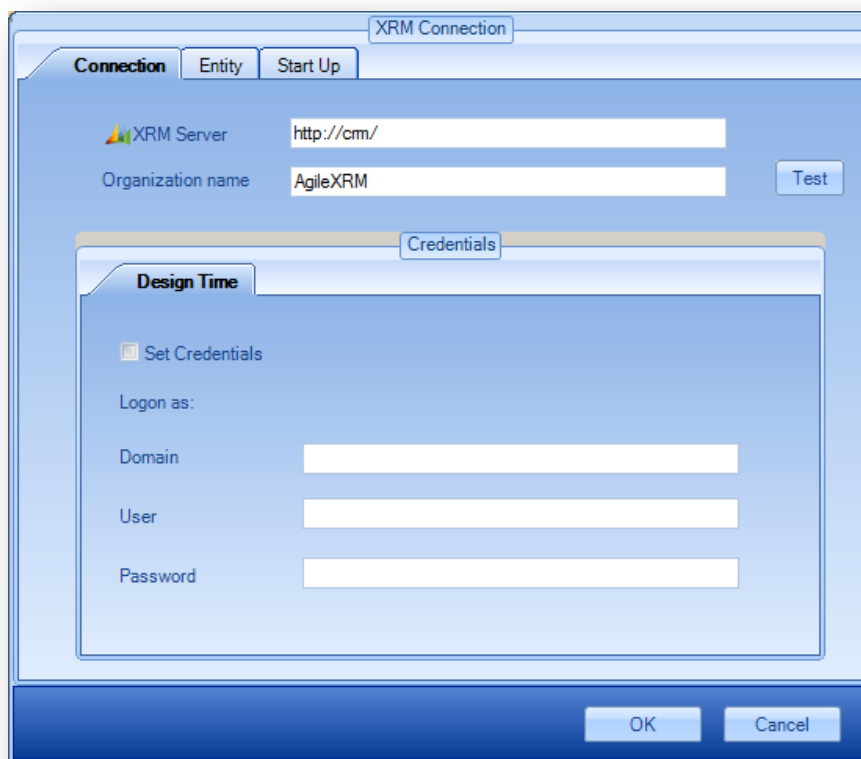 XRM Connection
Connection Entity Start Up
XRM Server http://crm/
Organization name AgileXRM Test
Credentials
Design Time
Set Credentials
Logon as:
Domain
User
Password
OK Cancel